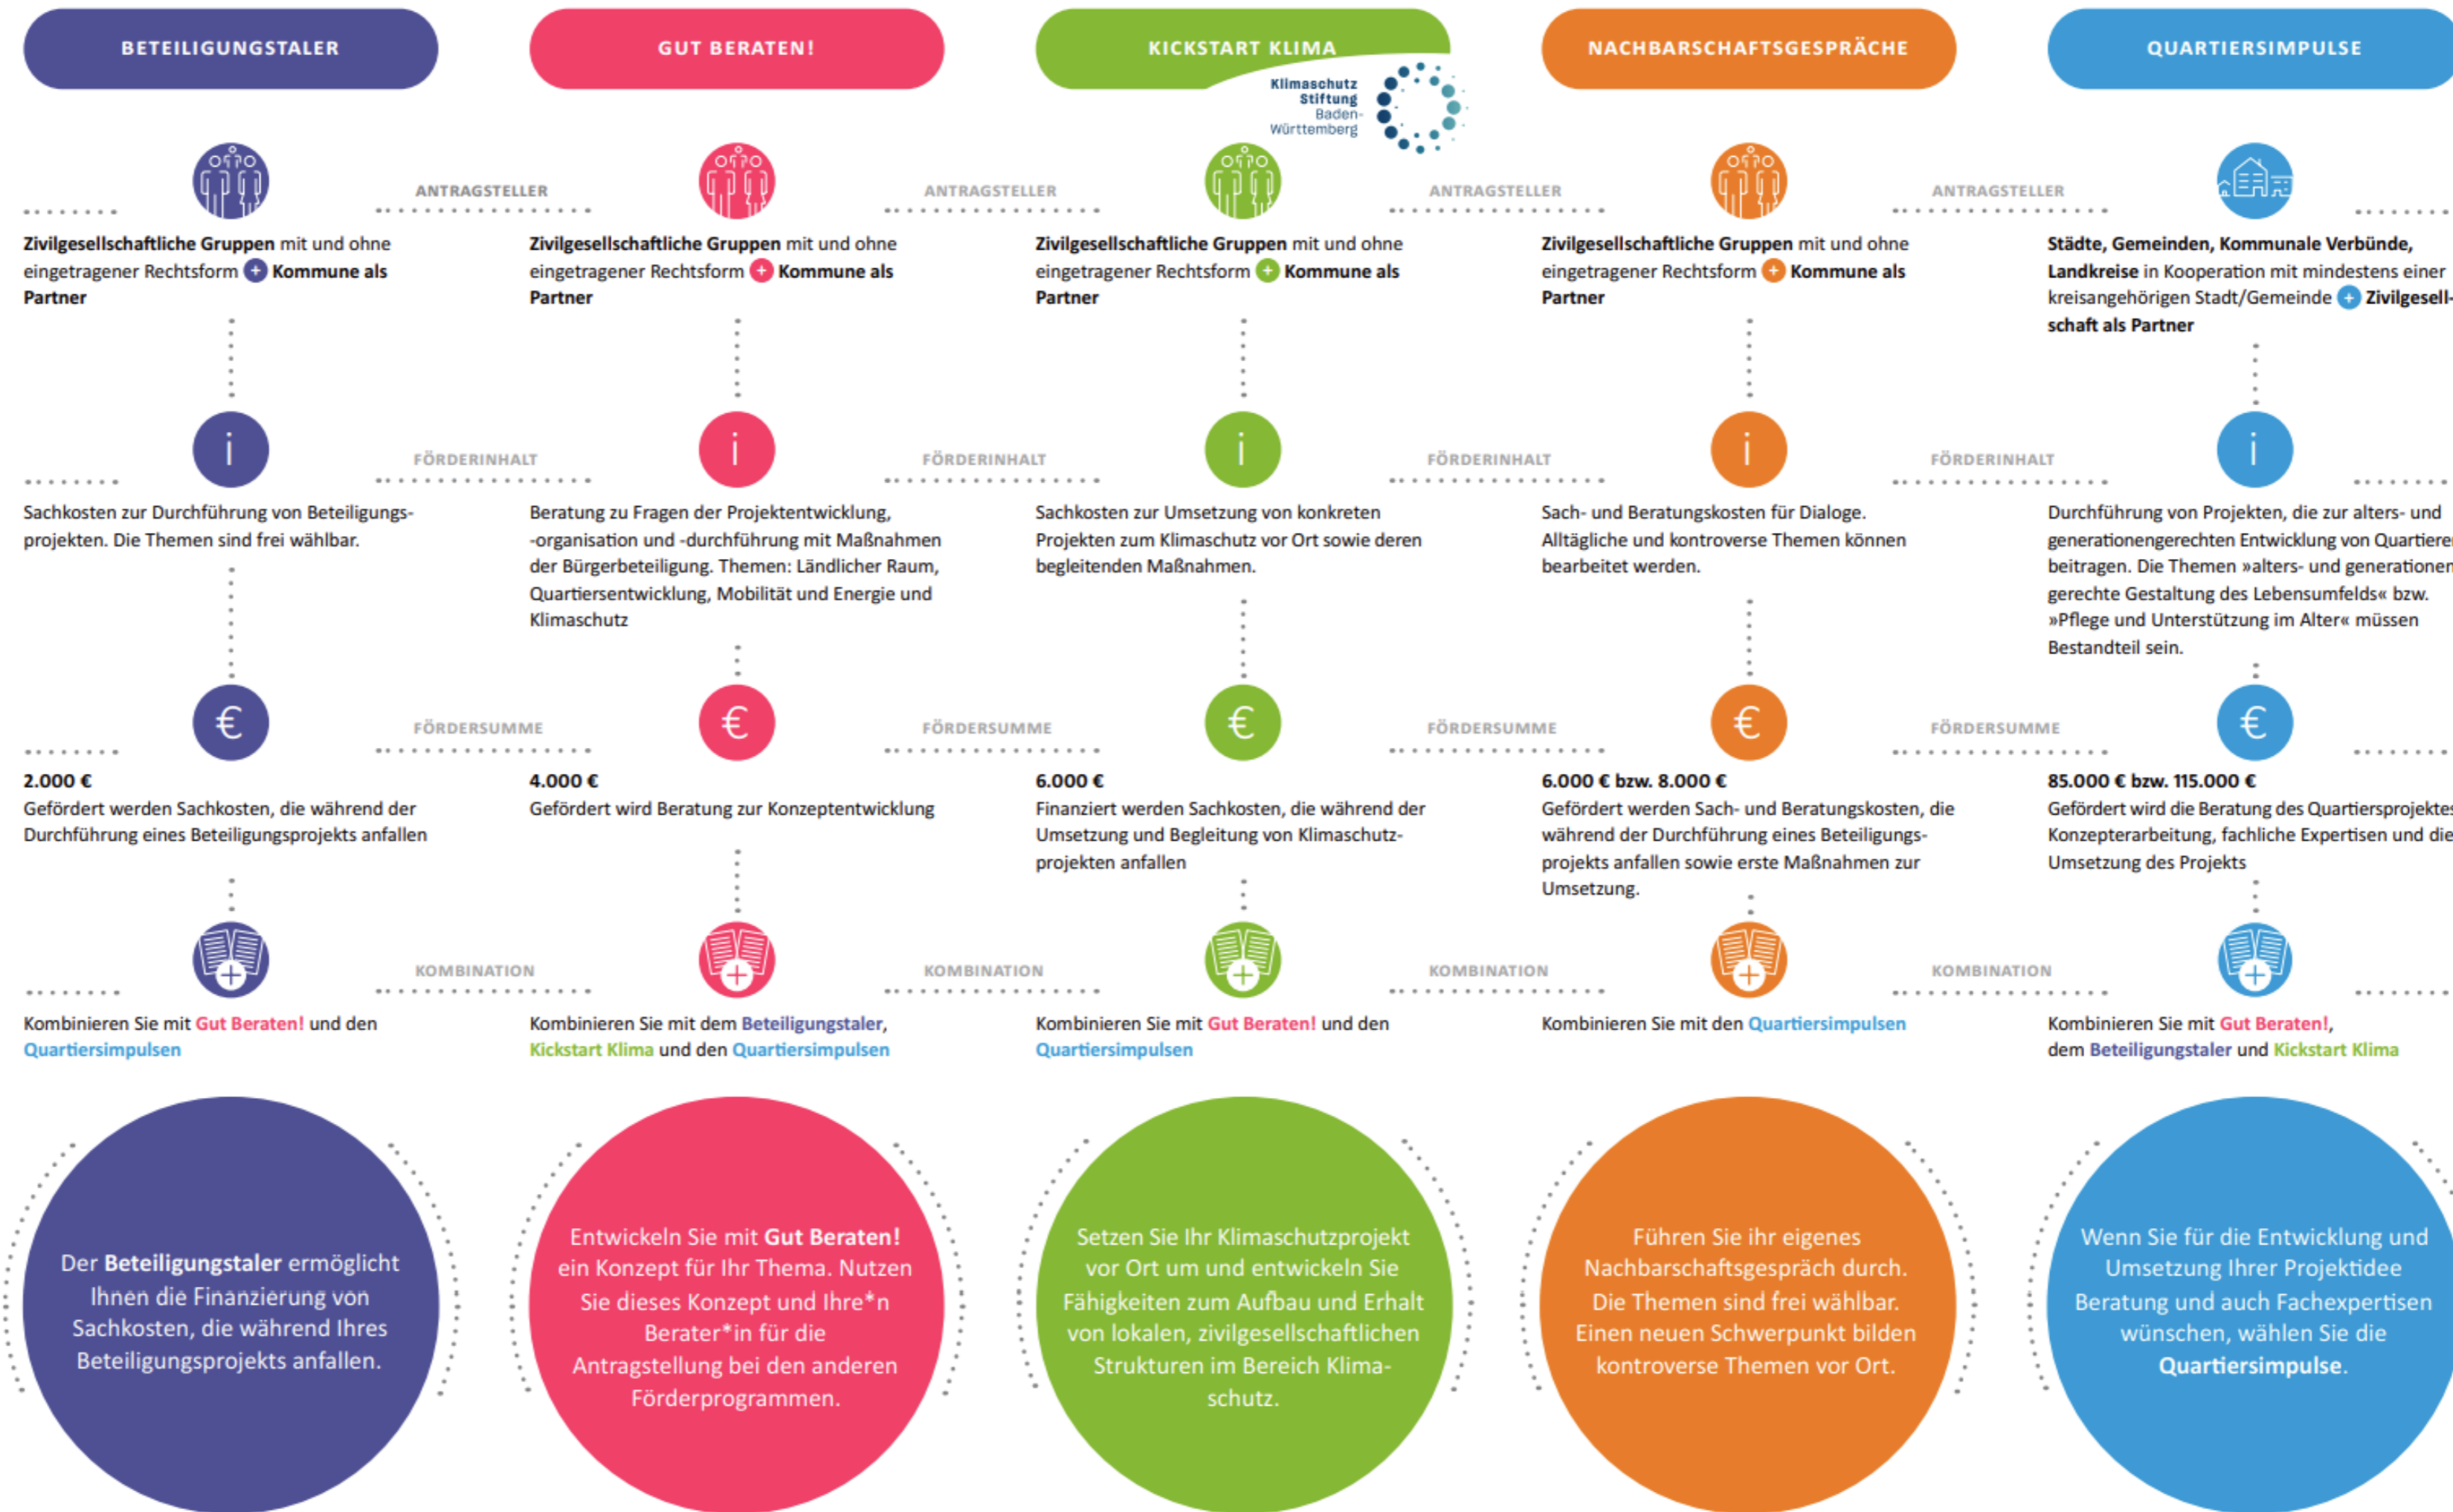 BETEILIGUNGSTALER
GUT BERATEN!
KICKSTART KLIMA
NACHBARSCHAFTSGESPRÄCHE
QUARTIERSIMPULSE
Klimaschutz
Stiftung
Baden-
Württemberg
ANTRAGSTELLER
ANTRAGSTELLER
ANTRAGSTELLER
ANTRAGSTELLER
Zivilgesellschaftliche Gruppen mit und ohne
eingetragener Rechtsform + Kommune als
Partner
Zivilgesellschaftliche Gruppen mit und ohne
eingetragener Rechtsform + Kommune als
Partner
Zivilgesellschaftliche Gruppen mit und ohne
eingetragener Rechtsform + Kommune als
Partner
Zivilgesellschaftliche Gruppen mit und ohne
eingetragener Rechtsform + Kommune als
Partner
Städte, Gemeinden, Kommunale Verbünde,
Landkreise in Kooperation mit mindestens einer
kreisangehörigen Stadt/Gemeinde + Zivilgesell-
schaft als Partner
i
i
i
i
i
FÖRDERINHALT
FÖRDERINHALT
FÖRDERINHALT
FÖRDERINHALT
Sachkosten zur Durchführung von Beteiligungs-
projekten. Die Themen sind frei wählbar.
Beratung zu Fragen der Projektentwicklung,
-organisation und -durchführung mit Maßnahmen
der Bürgerbeteiligung. Themen: Ländlicher Raum,
Quartiersentwicklung, Mobilität und Energie und
Klimaschutz
Sachkosten zur Umsetzung von konkreten
Projekten zum Klimaschutz vor Ort sowie deren
begleitenden Maßnahmen.
Sach- und Beratungskosten für Dialoge.
Alltägliche und kontroverse Themen können
bearbeitet werden.
Durchführung von Projekten, die zur alters- und
generationengerechten Entwicklung von Quartieren
beitragen. Die Themen »alters- und generationen
gerechte Gestaltung des Lebensumfelds« bzw.
»Pflege und Unterstützung im Alter« müssen
Bestandteil sein.
€
€
€
€
€
FÖRDERSUMME
FÖRDERSUMME
FÖRDERSUMME
FÖRDERSUMME
2.000 €
Gefördert werden Sachkosten, die während der
Durchführung eines Beteiligungsprojekts anfallen
4.000 €
Gefördert wird Beratung zur Konzeptentwicklung
6.000 €
Finanziert werden Sachkosten, die während der
Umsetzung und Begleitung von Klimaschutz-
projekten anfallen
6.000 € bzw. 8.000 €
Gefördert werden Sach- und Beratungskosten, die
während der Durchführung eines Beteiligungs-
projekts anfallen sowie erste Maßnahmen zur
Umsetzung.
85.000 € bzw. 115.000 €
Gefördert wird die Beratung des Quartiersprojektes
Konzepterarbeitung, fachliche Expertisen und die
Umsetzung des Projekts
KOMBINATION
KOMBINATION
KOMBINATION
KOMBINATION
Kombinieren Sie mit Gut Beraten! und den
Quartiersimpulsen
Kombinieren Sie mit dem Beteiligungstaler,
Kickstart Klima und den Quartiersimpulsen
Kombinieren Sie mit Gut Beraten! und den
Quartiersimpulsen
Kombinieren Sie mit den Quartiersimpulsen
Kombinieren Sie mit Gut Beraten!,
dem Beteiligungstaler und Kickstart Klima
Der Beteiligungstaler ermöglicht
Ihnen die Finanzierung von
Sachkosten, die während Ihres
Beteiligungsprojekts anfallen.
Entwickeln Sie mit Gut Beraten!
ein Konzept für Ihr Thema. Nutzen
Sie dieses Konzept und Ihre*n
Berater*in für die
Antragstellung bei den anderen
Förderprogrammen.
Setzen Sie Ihr Klimaschutzprojekt
vor Ort um und entwickeln Sie
Fähigkeiten zum Aufbau und Erhalt
von lokalen, zivilgesellschaftlichen
Strukturen im Bereich Klima-
schutz.
Führen Sie ihr eigenes
Nachbarschaftsgespräch durch.
Die Themen sind frei wählbar.
Einen neuen Schwerpunkt bilden
kontroverse Themen vor Ort.
Wenn Sie für die Entwicklung und
Umsetzung Ihrer Projektidee
Beratung und auch Fachexpertisen
wünschen, wählen Sie die
Quartiersimpulse.